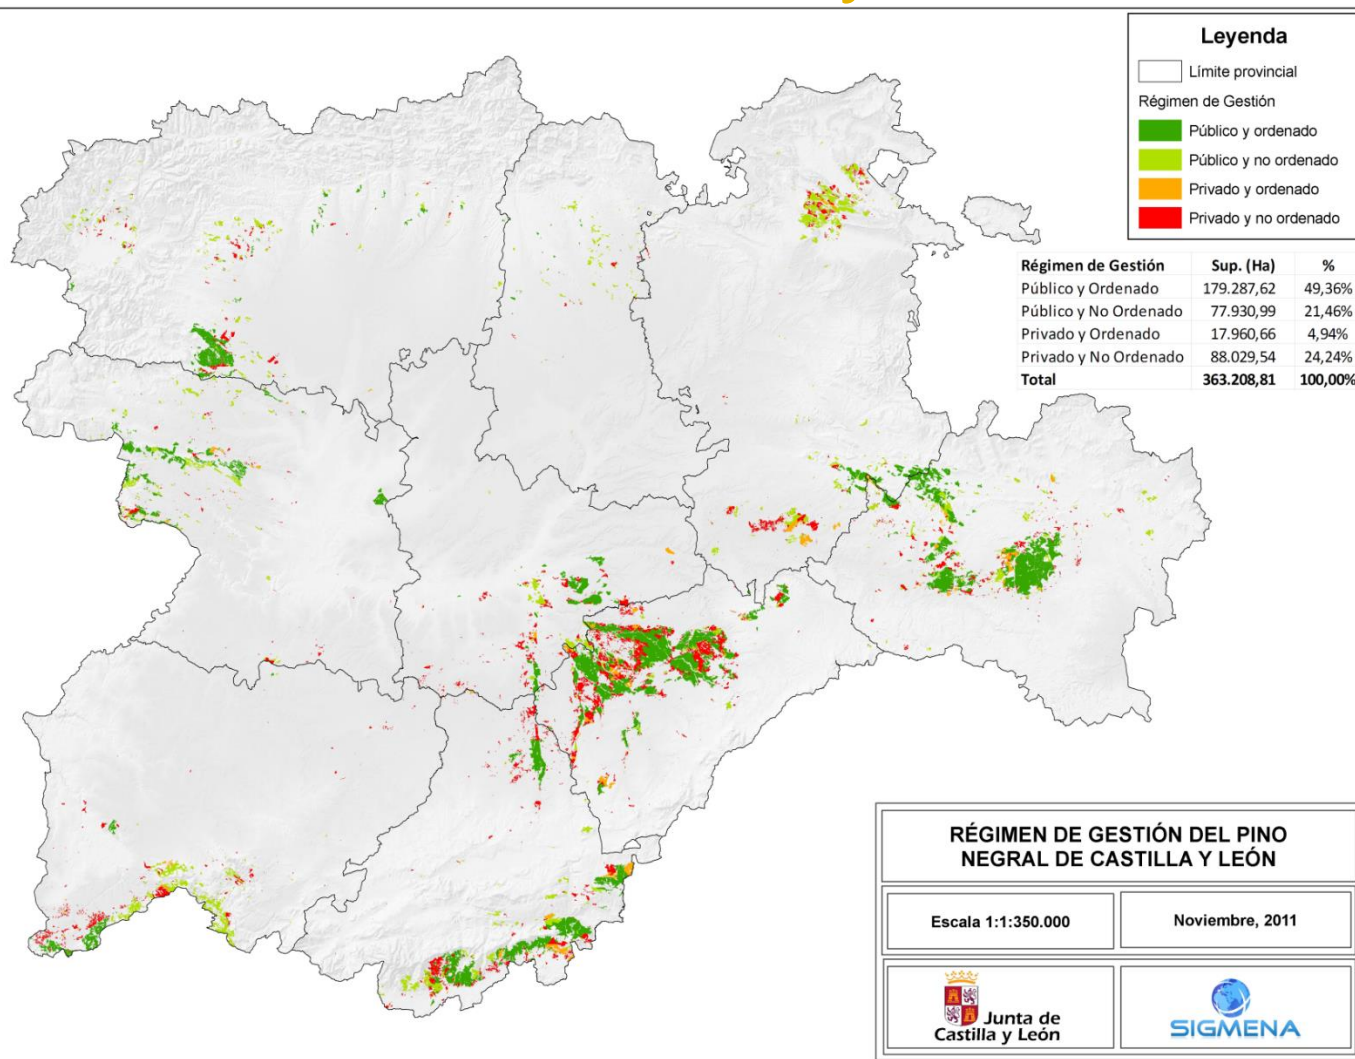 Leyenda
Límite provincial
Régimen de Gestión
Público y ordenado
Público y no ordenado
Privado y ordenado
Privado y no ordenado
Régimen de Gestión Sup. (Ha) %
Público y Ordenado 179.287,62 49,36%
Público y No Ordenado 77.930,99 21,46%
Privado y Ordenado 17.960,66 4,94%
Privado y No Ordenado 88.029,54 24,24%
Total 363.208,81 100,00%
RÉGIMEN DE GESTIÓN DEL PINO
NEGRAL DE CASTILLA Y LEÓN
Escala 1:1:350.000
Noviembre, 2011
Junta de
Castilla y León
SIGMENA